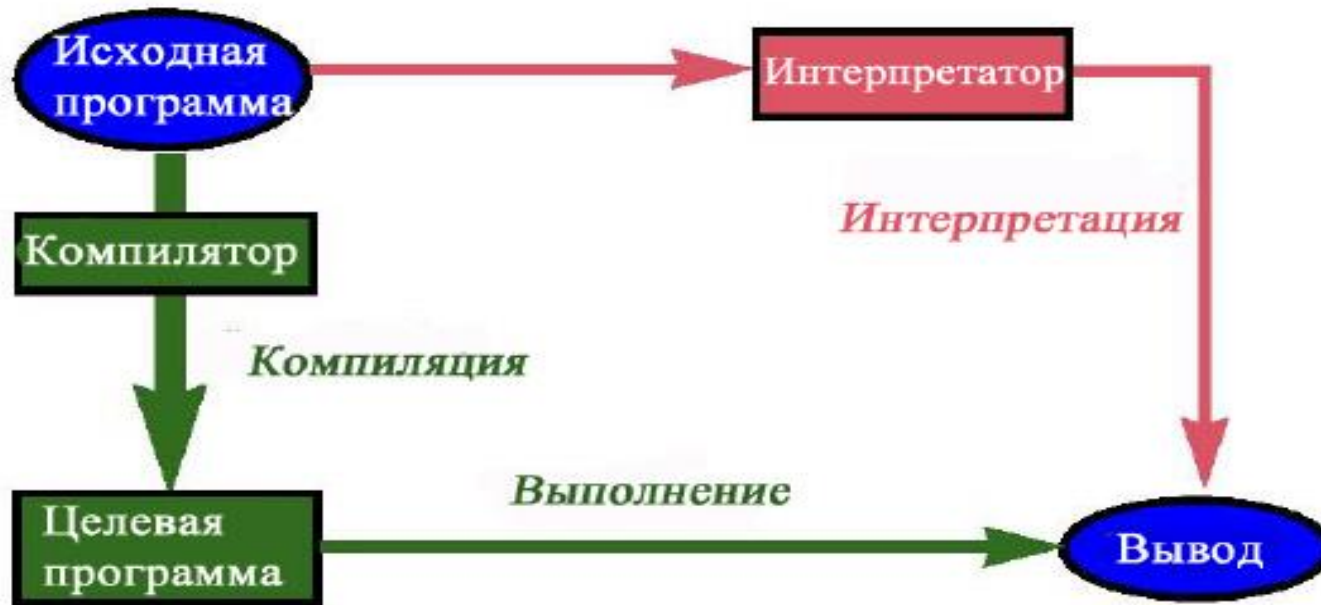 Исходная
программа
Интерпретатор
Интерпретация
Компилятор
Компиляция
Выполнение
Целевая
программа
Вывод